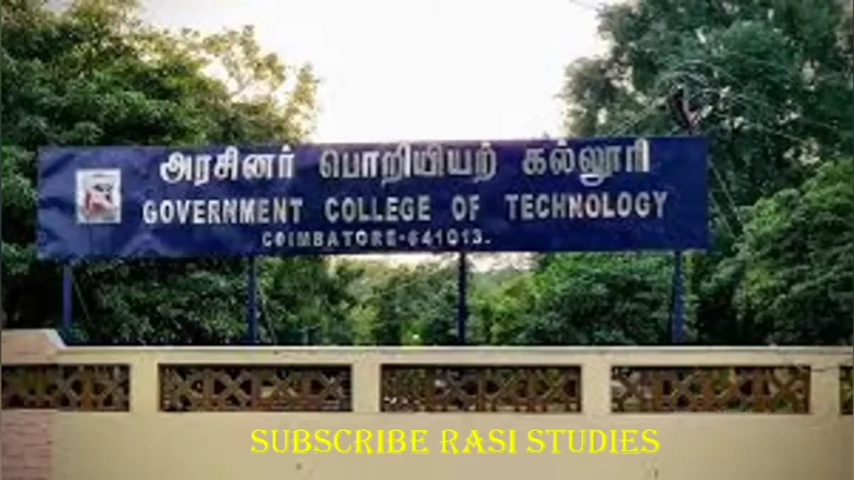 அரசினர் பொறியியற் கல்லூரி
GOVERNMENT COLLEGE OF TECHNOLOGY
COIMBATORE-641013.
SUBSCRIBE RASI STUDIES